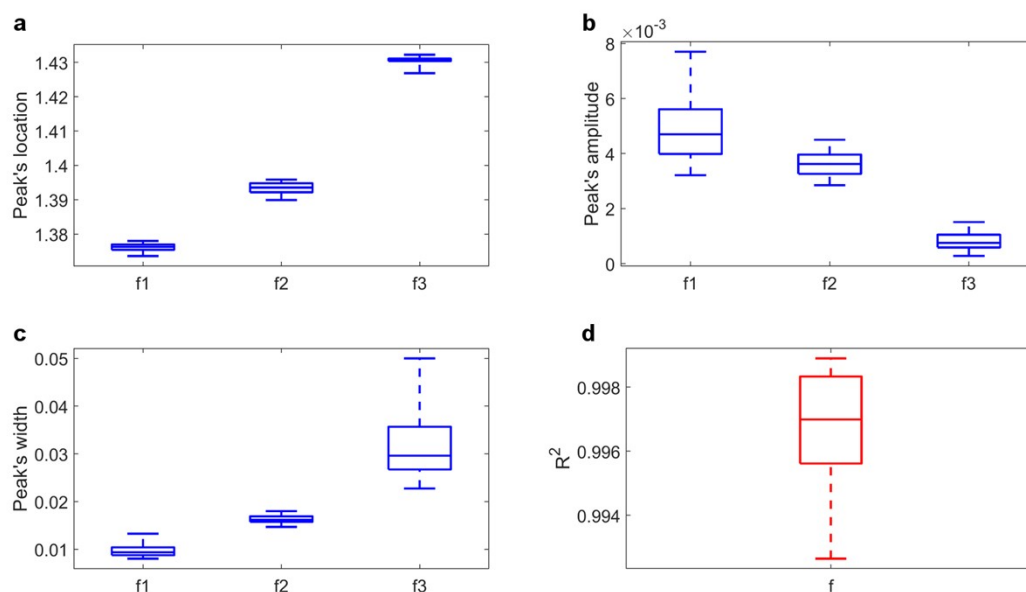 a
Peak's location
1.43
1.42
1.41
1.4
1.39
1.38
f1 f2 f3
b
×10⁻³
Peak's amplitude
8
6
4
2
0
f1 f2 f3
c
Peak's width
0.05
0.04
0.03
0.02
0.01
f1 f2 f3
d
R²
0.998
0.996
0.994
f